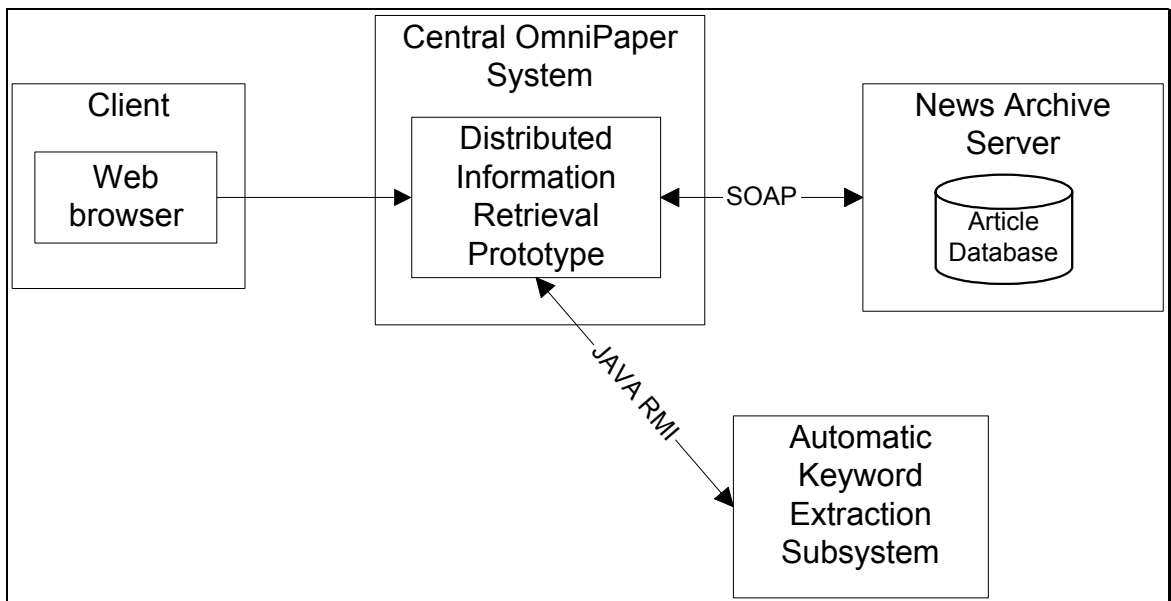 Client
Web
browser
Central OmniPaper
System
Distributed
Information
Retrieval
Prototype
SOAP
News Archive
Server
Article
Database
JAVA RMI
Automatic
Keyword
Extraction
Subsystem